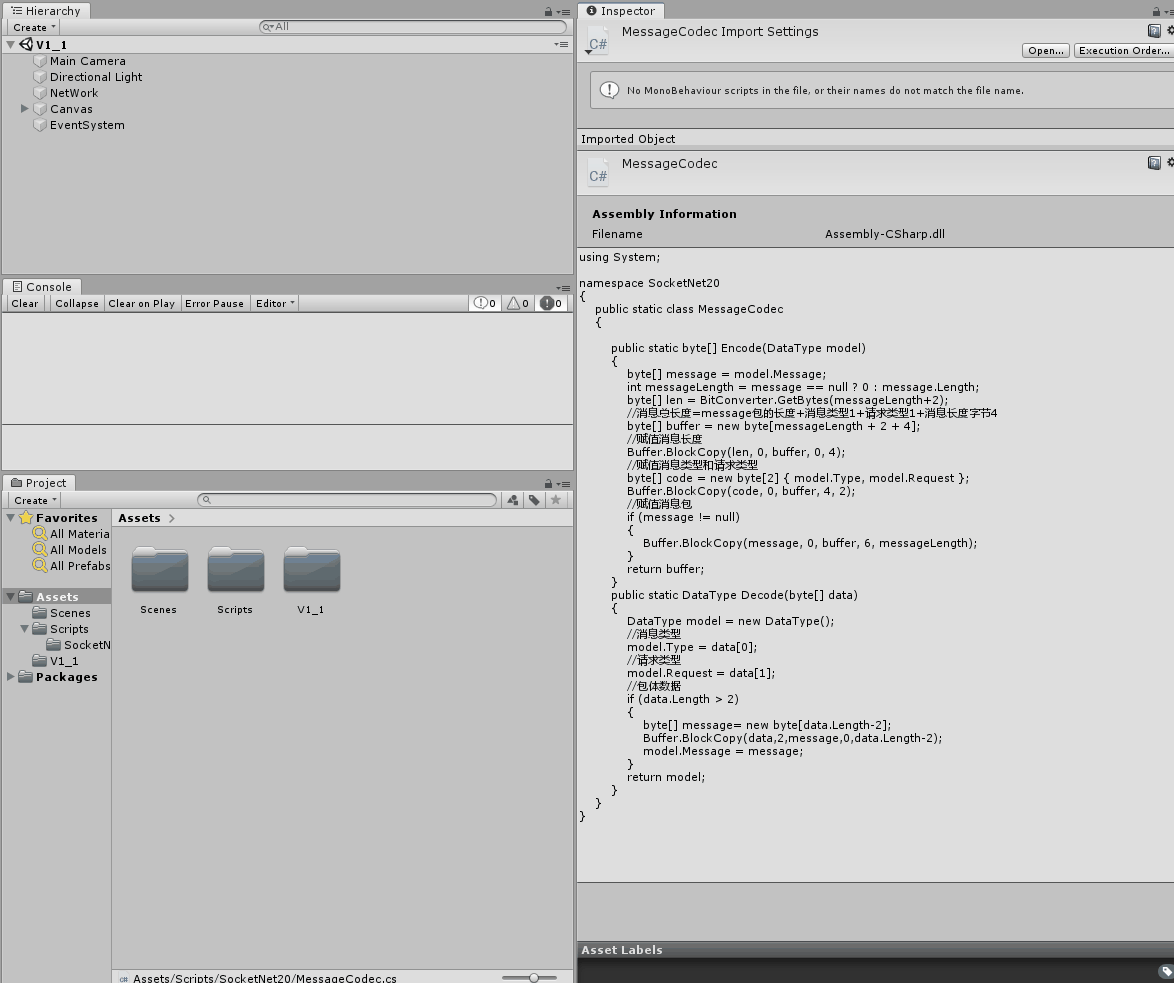 Hierarchy
Create
All
V1_1
Main Camera
Directional Light
NetWork
Canvas
EventSystem
Console
Clear
Collapse
Clear on Play
Error Pause
Editor
0
0
0
Project
Create
Favorites
All Materia
All Models
All Prefabs
Assets
Scenes
Scripts
SocketN
V1_1
Packages
Assets
Scenes
Scripts
V1_1
C# Assets/Scripts/SocketNet20/MessageCodec.cs
Inspector
C#
MessageCodec Import Settings
Open...
Execution Order...
No MonoBehaviour scripts in the file, or their names do not match the file name.
Imported Object
C#
MessageCodec
Assembly Information
Filename Assembly-CSharp.dll
using System;
namespace SocketNet20
{
public static class MessageCodec
{
public static byte[] Encode(DataType model)
{
byte[] message = model.Message;
int messageLength = message == null ? 0 : message.Length;
byte[] len = BitConverter.GetBytes(messageLength+2);
//消息总长度=message包的长度+消息类型1+请求类型1+消息长度字节4
byte[] buffer = new byte[messageLength + 2 + 4];
//赋值消息长度
Buffer.BlockCopy(len, 0, buffer, 0, 4);
//赋值消息类型和请求类型
byte[] code = new byte[2] { model.Type, model.Request };
Buffer.BlockCopy(code, 0, buffer, 4, 2);
//赋值消息包
if (message != null)
{
Buffer.BlockCopy(message, 0, buffer, 6, messageLength);
}
return buffer;
}
public static DataType Decode(byte[] data)
{
DataType model = new DataType();
//消息类型
model.Type = data[0];
//请求类型
model.Request = data[1];
//包体数据
if (data.Length > 2)
{
byte[] message= new byte[data.Length-2];
Buffer.BlockCopy(data,2,message,0,data.Length-2);
model.Message = message;
}
return model;
}
}
}
Asset Labels